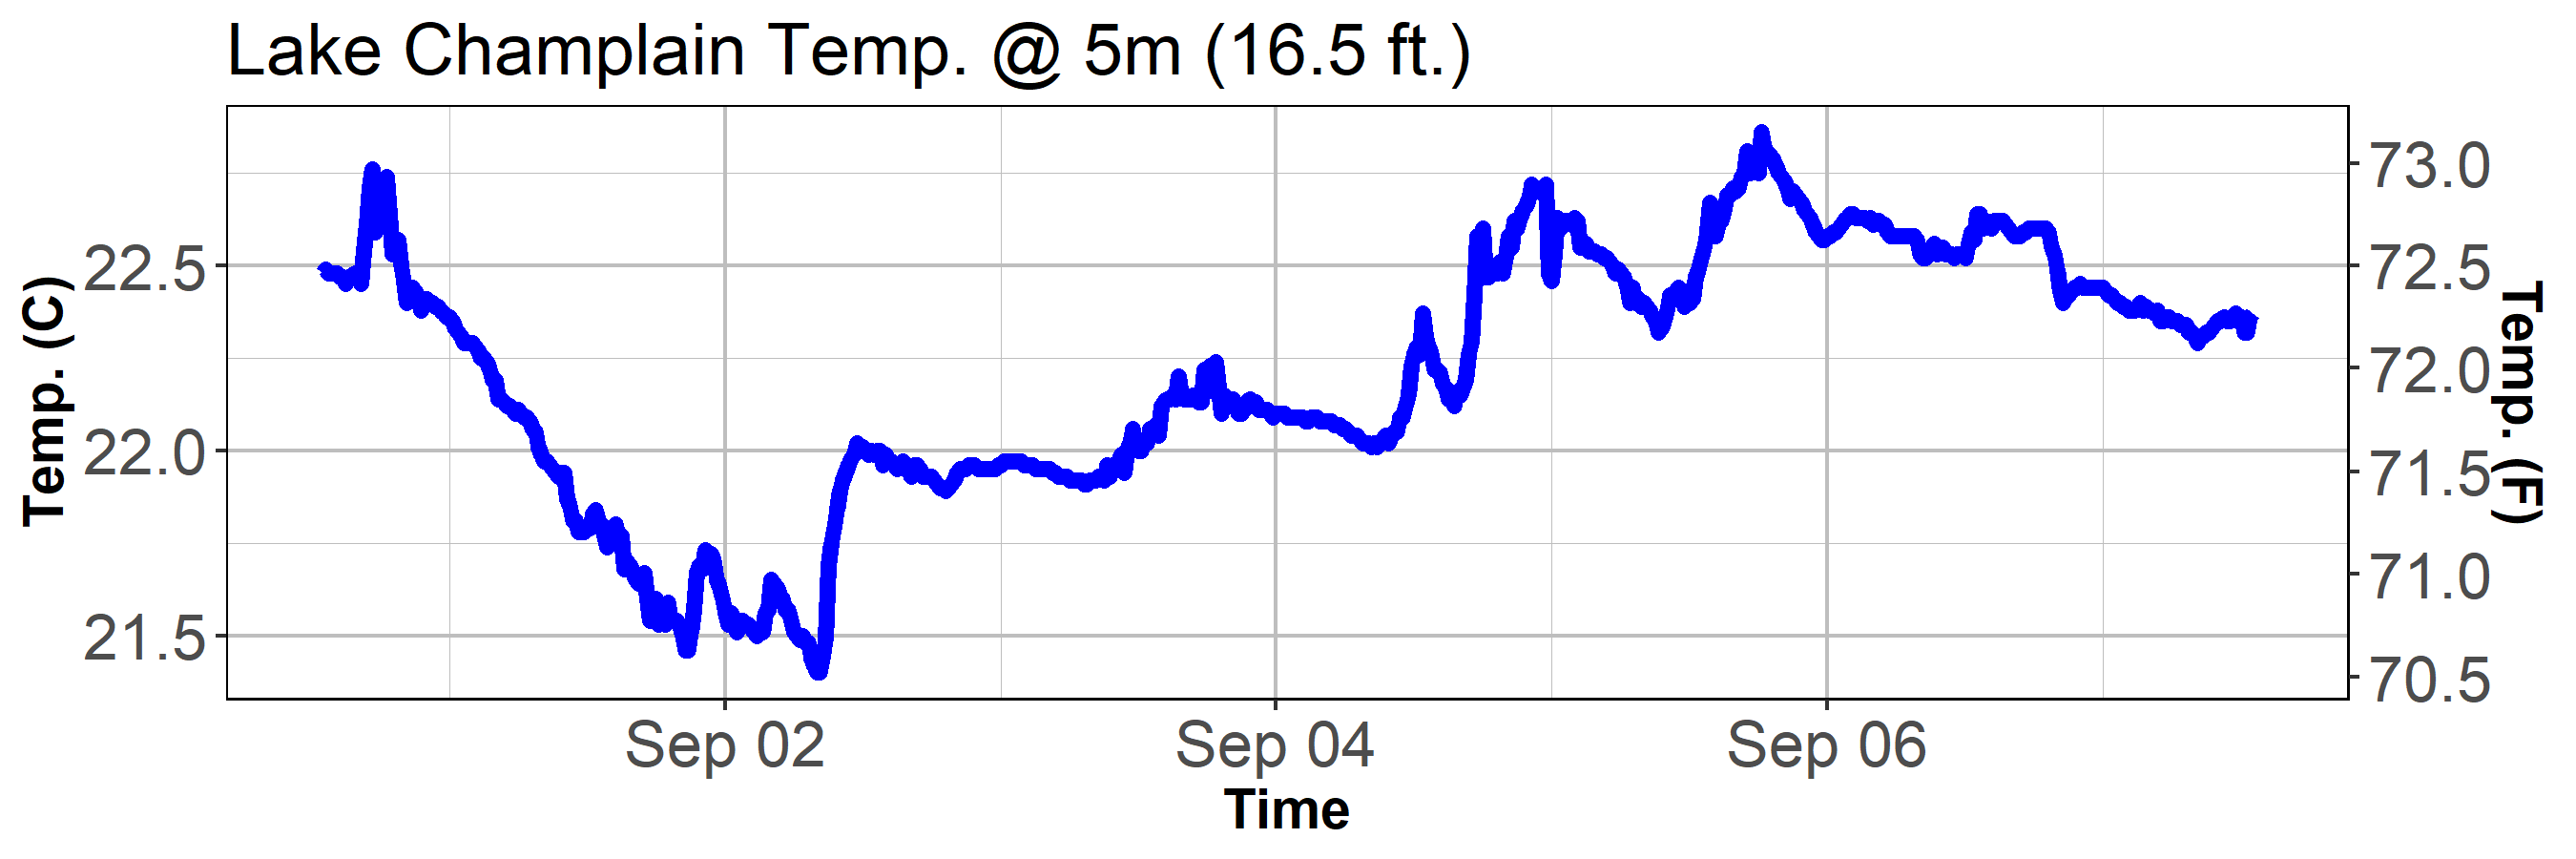 Lake Champlain Temp. @ 5m (16.5 ft.)
Temp. (C)
22.5
22.0
21.5
73.0
72.5
72.0
71.5
71.0
70.5
Temp. (F)
Sep 02
Sep 04
Sep 06
Time